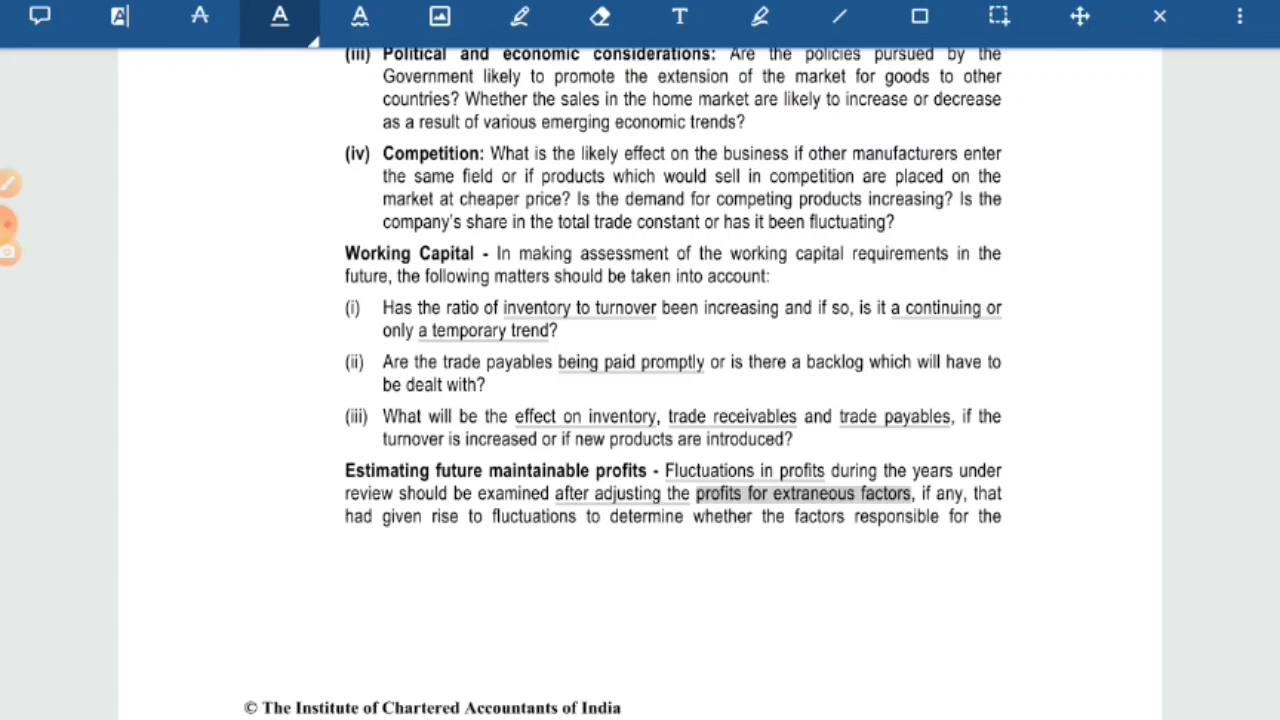 (iii) Political and economic considerations: Are the policies pursued by the
Government likely to promote the extension of the market for goods to other
countries? Whether the sales in the home market are likely to increase or decrease
as a result of various emerging economic trends?
(iv) Competition: What is the likely effect on the business if other manufacturers enter
the same field or if products which would sell in competition are placed on the
market at cheaper price? Is the demand for competing products increasing? Is the
company's share in the total trade constant or has it been fluctuating?
Working Capital - In making assessment of the working capital requirements in the
future, the following matters should be taken into account:
(i) Has the ratio of inventory to turnover been increasing and if so, is it a continuing or
only a temporary trend?
(ii) Are the trade payables being paid promptly or is there a backlog which will have to
be dealt with?
(iii) What will be the effect on inventory, trade receivables and trade payables, if the
turnover is increased or if new products are introduced?
Estimating future maintainable profits - Fluctuations in profits during the years under
review should be examined after adjusting the profits for extraneous factors, if any, that
had given rise to fluctuations to determine whether the factors responsible for the
© The Institute of Chartered Accountants of India